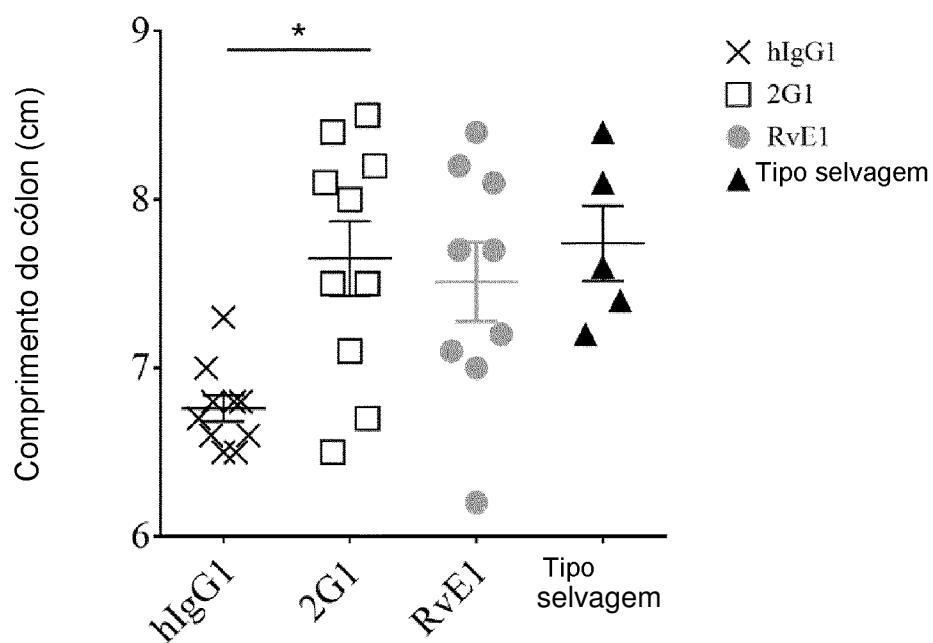 Comprimento do cólon (cm)
9
8
7
6
*
hIgG1
2G1
RvE1
Tipo
selvagem
hIgG1
2G1
RvE1
Tipo selvagem